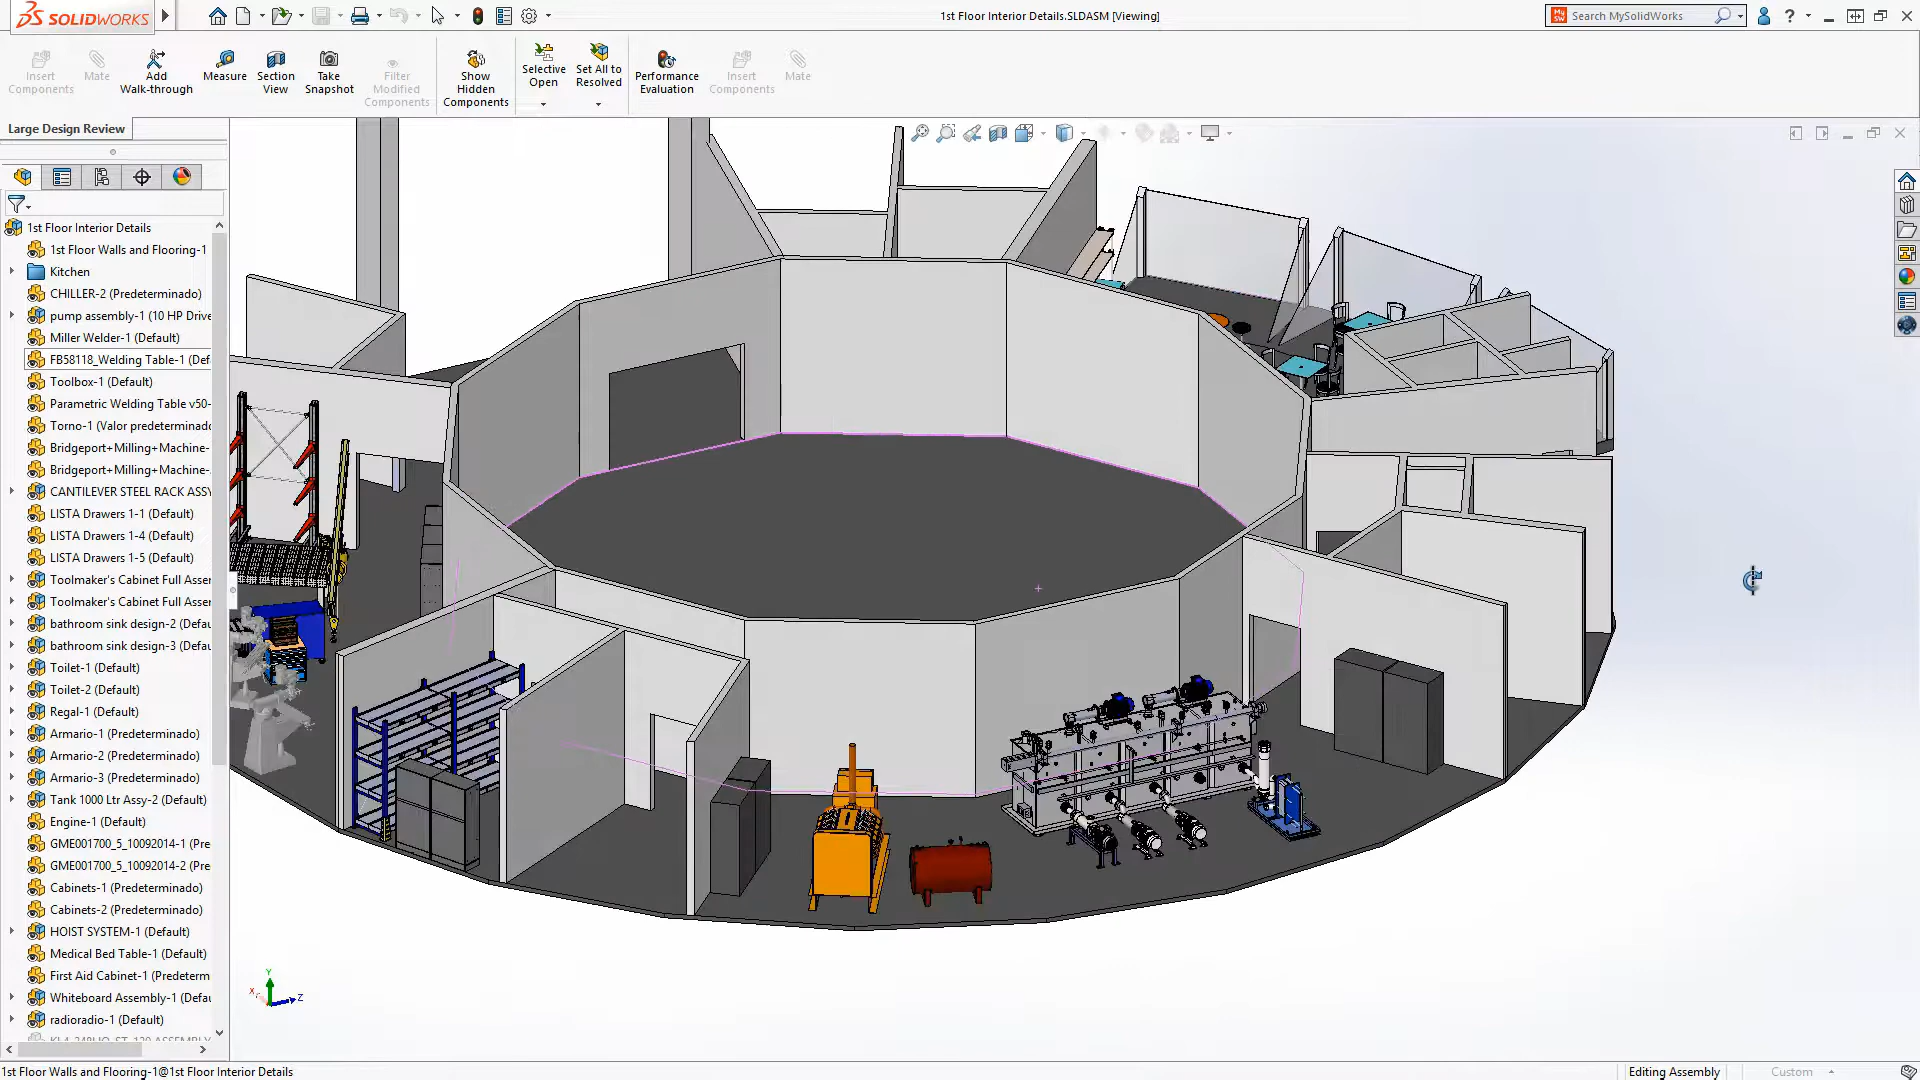 SOLIDWORKS
1st Floor Interior Details.SLDASM [Viewing]
Search MySolidWorks
Insert Components
Mate
Add Walk-through
Measure
Section View
Take Snapshot
Filter Modified Components
Show Hidden Components
Selective Open
Set All to Resolved
Performance Evaluation
Insert Components
Mate
Large Design Review
1st Floor Interior Details
1st Floor Walls and Flooring-1
Kitchen
CHILLER-2 (Predeterminado)
pump assembly-1 (10 HP Drive
Miller Welder-1 (Default)
FB58118_Welding Table-1 (Def
Toolbox-1 (Default)
Parametric Welding Table v50-
Torno-1 (Valor predeterminado
Bridgeport+Milling+Machine-
Bridgeport+Milling+Machine-
CANTILEVER STEEL RACK ASSY
LISTA Drawers 1-1 (Default)
LISTA Drawers 1-4 (Default)
LISTA Drawers 1-5 (Default)
Toolmaker's Cabinet Full Asser
Toolmaker's Cabinet Full Asser
bathroom sink design-2 (Defau
bathroom sink design-3 (Defau
Toilet-1 (Default)
Toilet-2 (Default)
Regal-1 (Default)
Armario-1 (Predeterminado)
Armario-2 (Predeterminado)
Armario-3 (Predeterminado)
Tank 1000 Ltr Assy-2 (Default)
Engine-1 (Default)
GME001700_5_10092014-1 (Pre
GME001700_5_10092014-2 (Pre
Cabinets-1 (Predeterminado)
Cabinets-2 (Predeterminado)
HOIST SYSTEM-1 (Default)
Medical Bed Table-1 (Default)
First Aid Cabinet-1 (Predeterm
Whiteboard Assembly-1 (Defau
radioradio-1 (Default)
Y
X
Z
1st Floor Walls and Flooring-1@1st Floor Interior Details
Editing Assembly
Custom